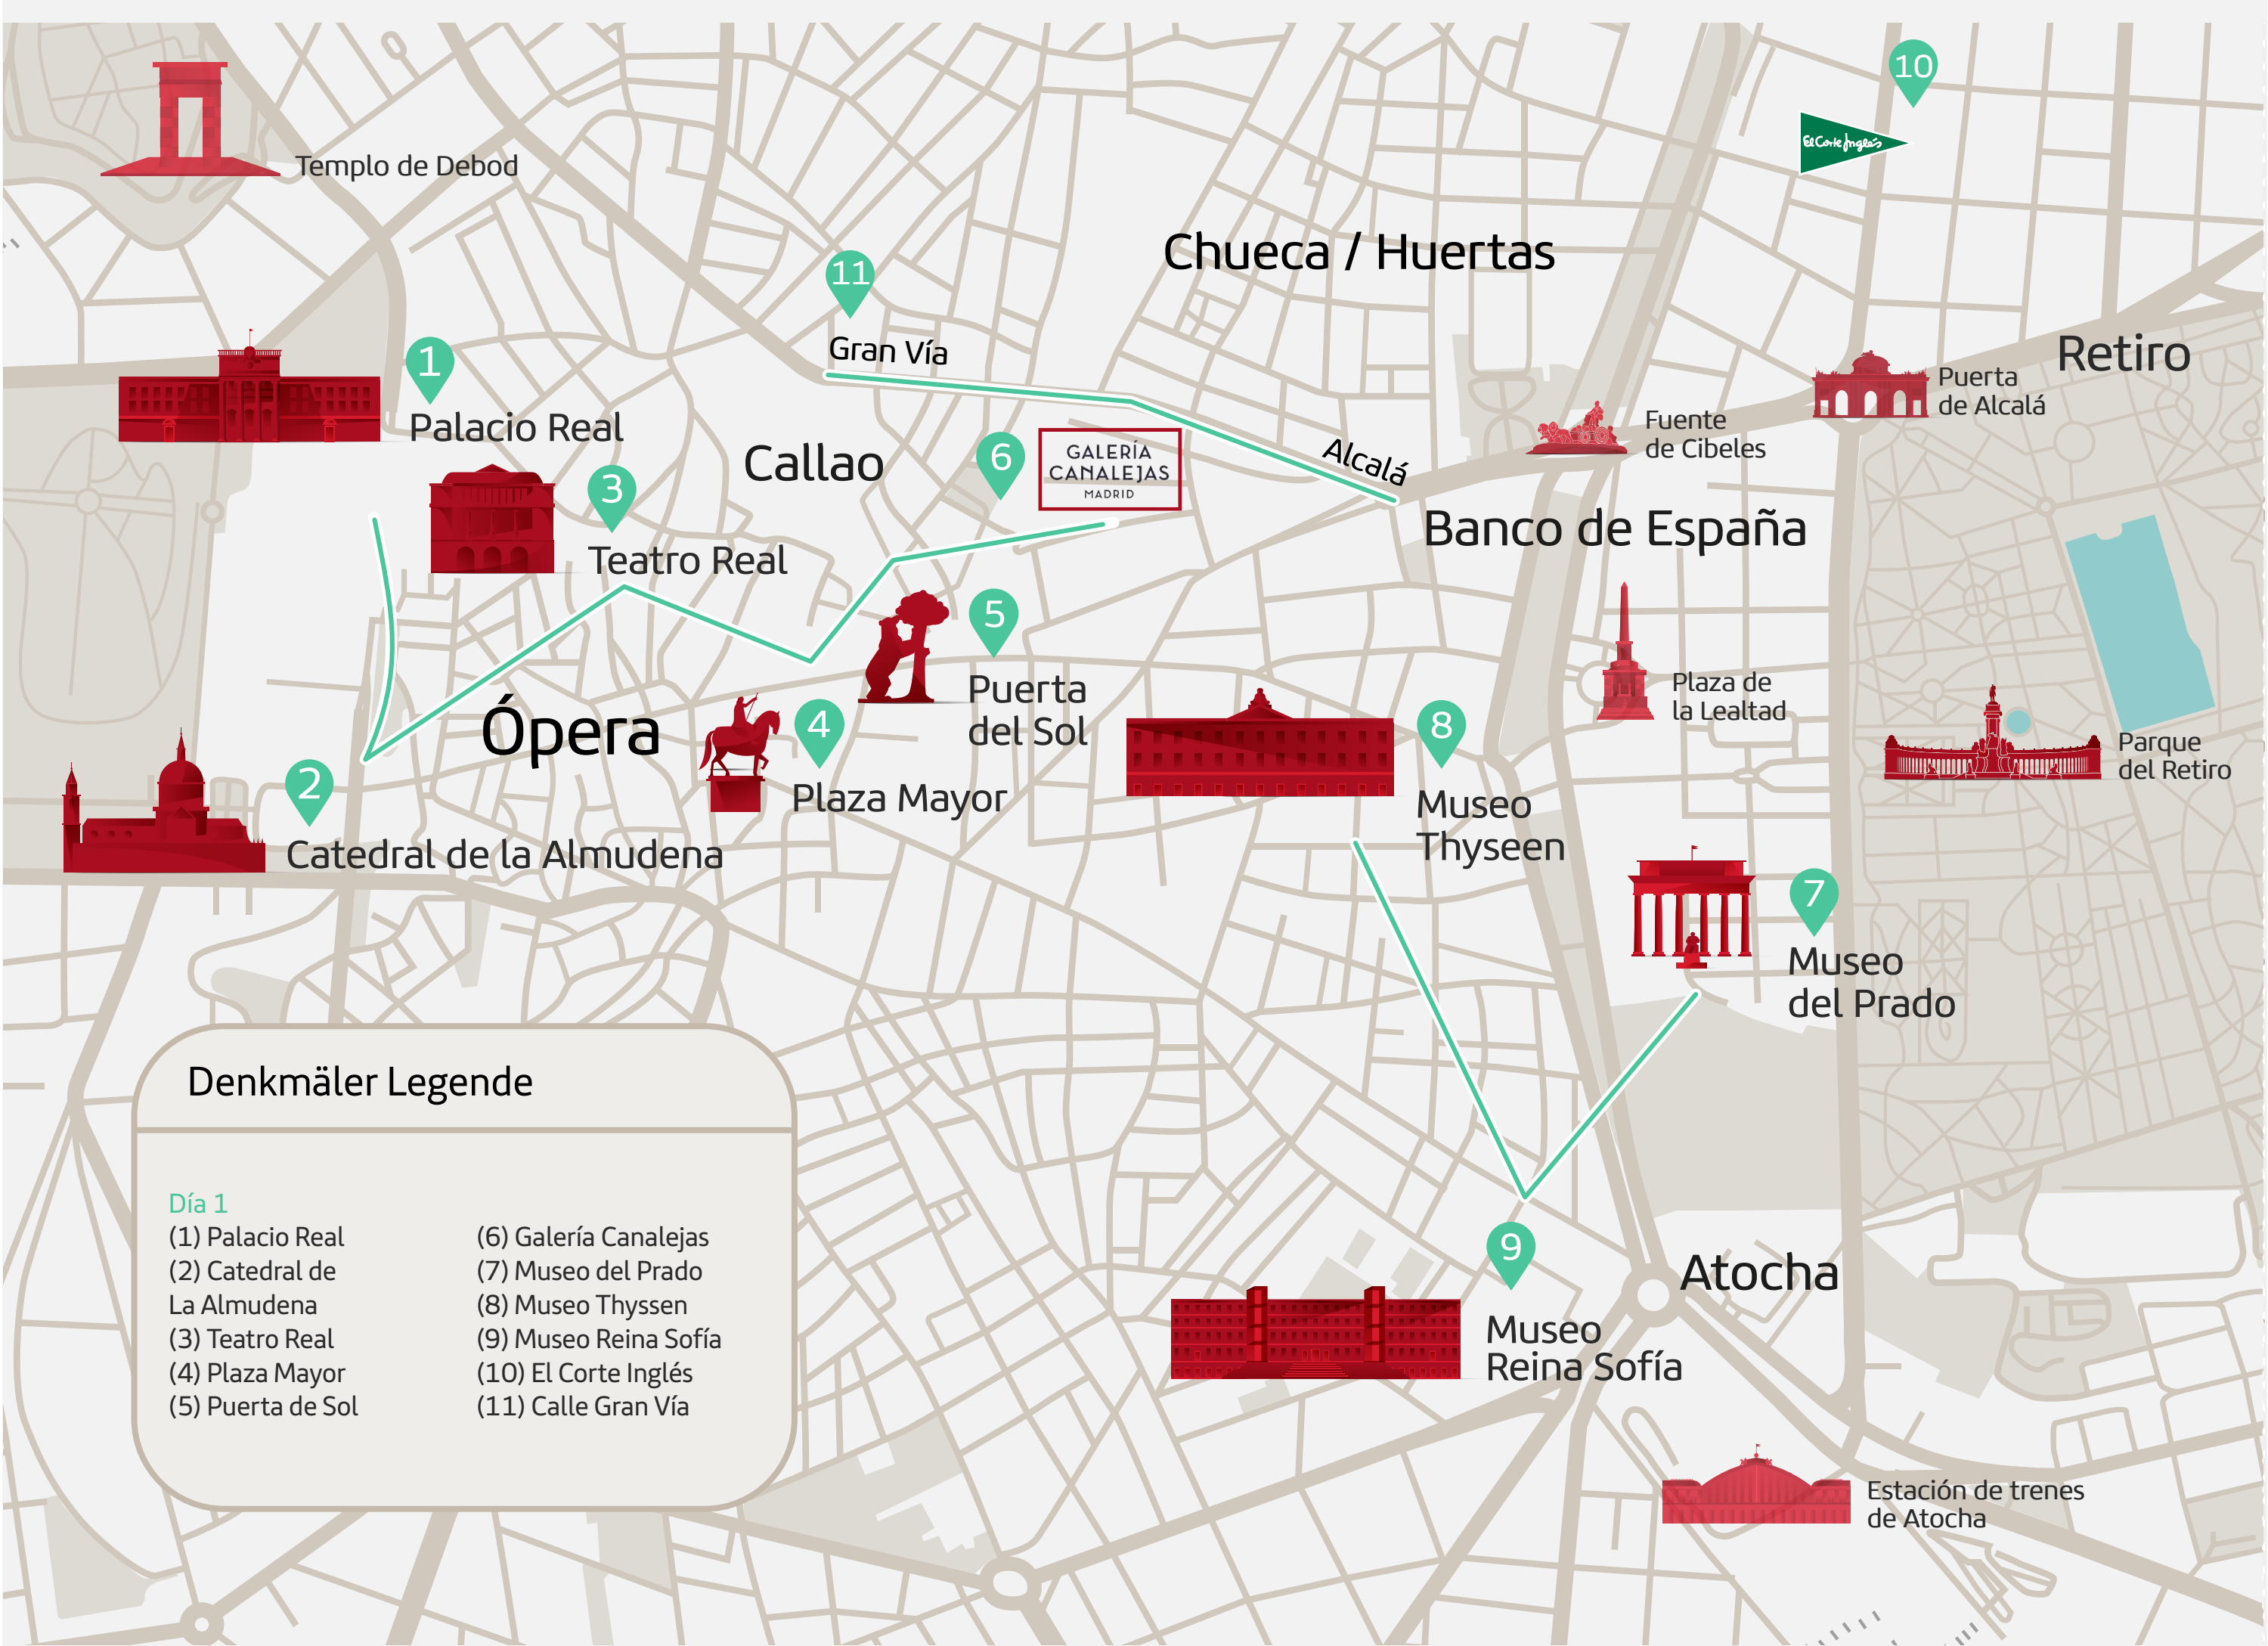 10
El Corte Inglés
Templo de Debod
Chueca / Huertas
11
Gran Vía
Retiro
1
Palacio Real
Puerta
de Alcalá
Fuente
de Cibeles
Callao
6
GALERÍA
CANALEJAS
MADRID
Alcalá
3
Teatro Real
Banco de España
5
Puerta
del Sol
Plaza de
la Lealtad
Ópera
4
Plaza Mayor
8
Museo
Thyseen
Parque
del Retiro
2
Catedral de la Almudena
7
Museo
del Prado
Denkmäler Legende
Día 1
(1) Palacio Real
(2) Catedral de
La Almudena
(3) Teatro Real
(4) Plaza Mayor
(5) Puerta de Sol
(6) Galería Canalejas
(7) Museo del Prado
(8) Museo Thyssen
(9) Museo Reina Sofía
(10) El Corte Inglés
(11) Calle Gran Vía
9
Museo
Reina Sofía
Atocha
Estación de trenes
de Atocha